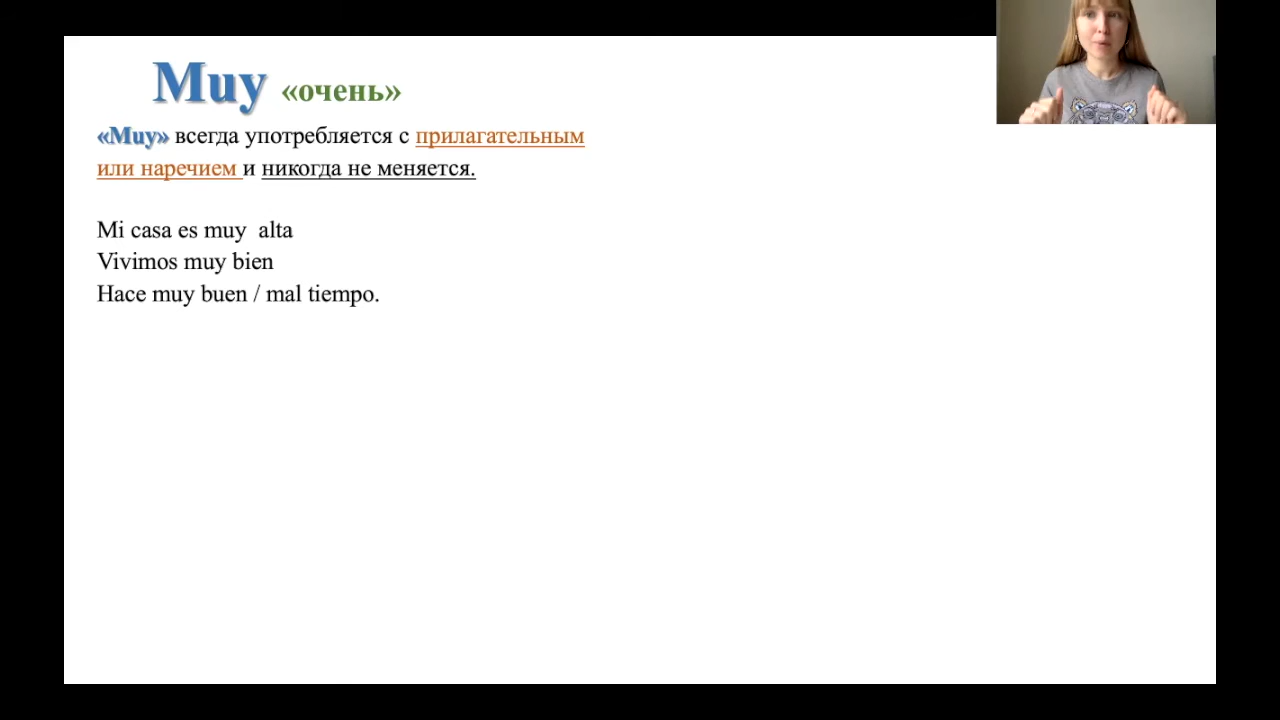 Muy «очень»
«Muy» всегда употребляется с прилагательным
или наречием и никогда не меняется.
Mi casa es muy alta
Vivimos muy bien
Hace muy buen / mal tiempo.